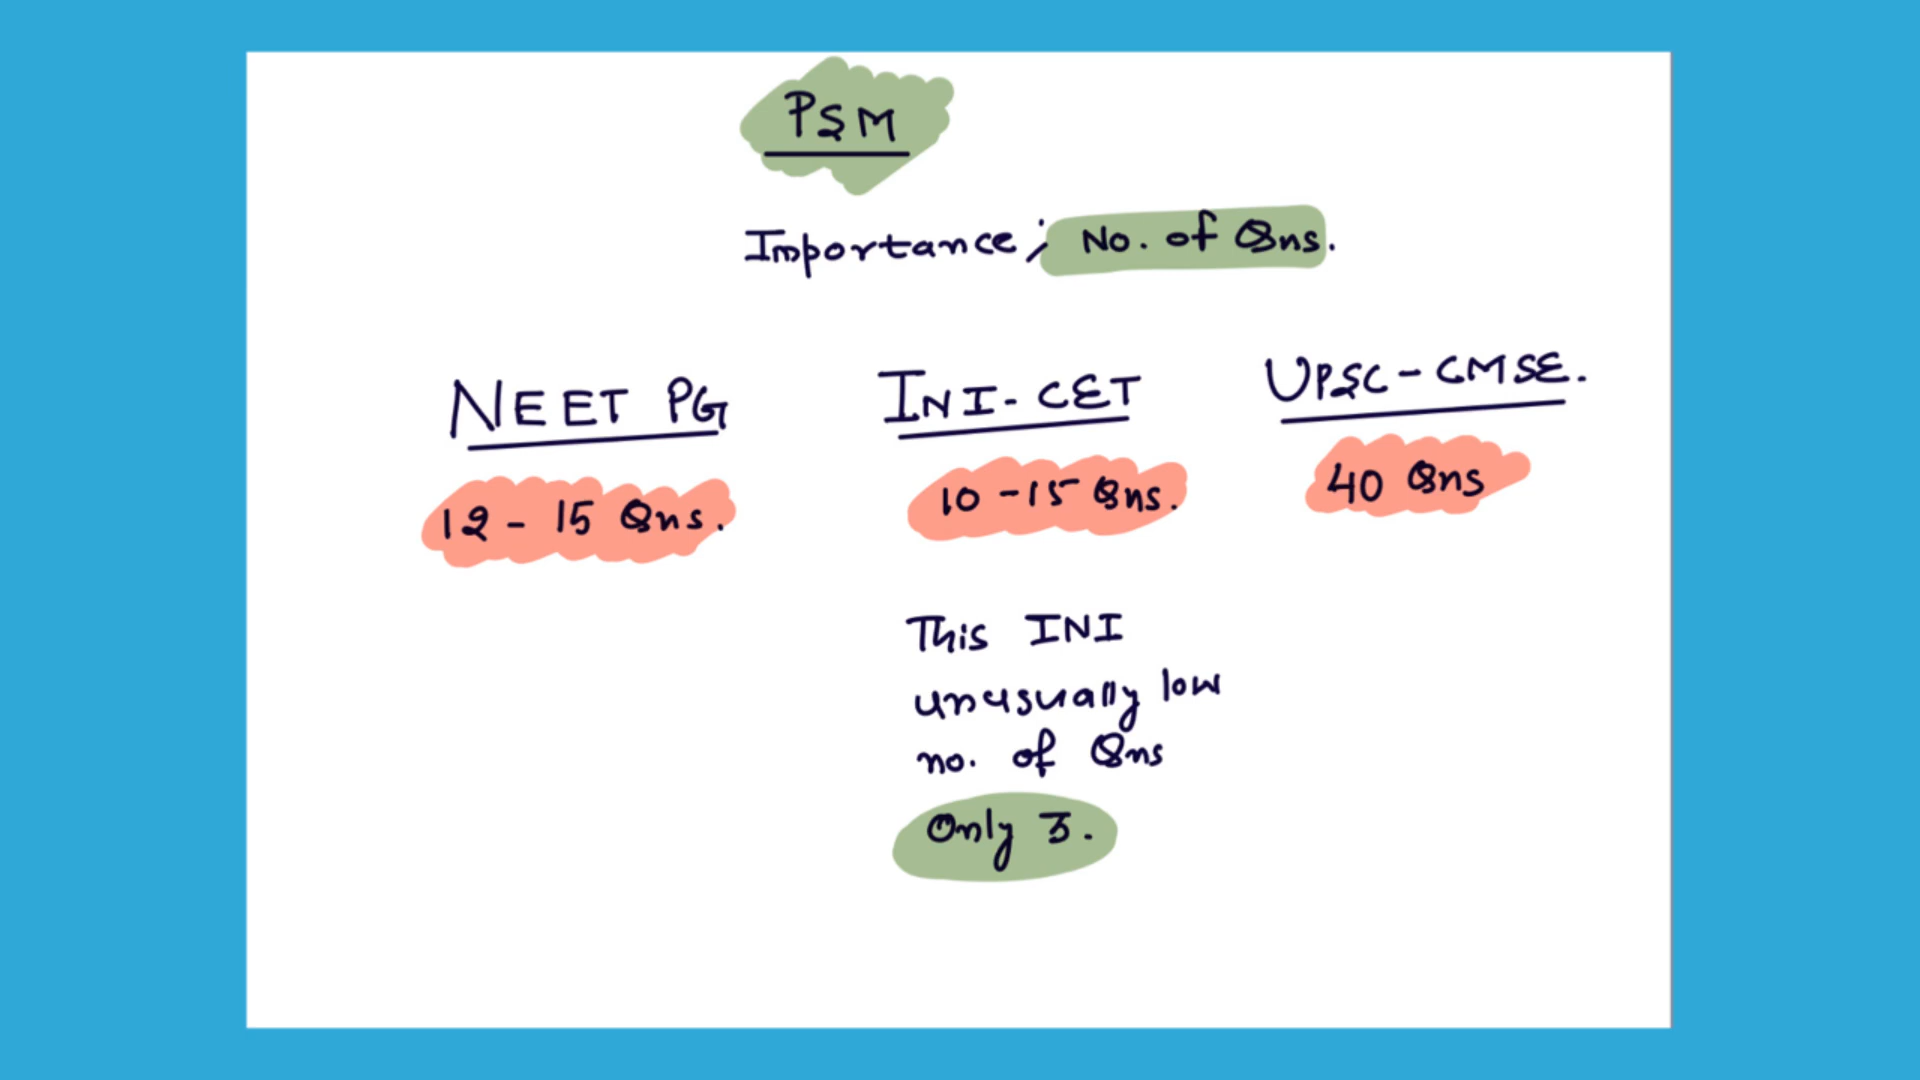 PSM
Importance; No. of Qns.
NEET PG
12 - 15 Qns.
INI-CET
10 - 15 Qns.
This INI
unusually low
no. of Qns
Only 3.
UPSC - CMSE.
40 Qns